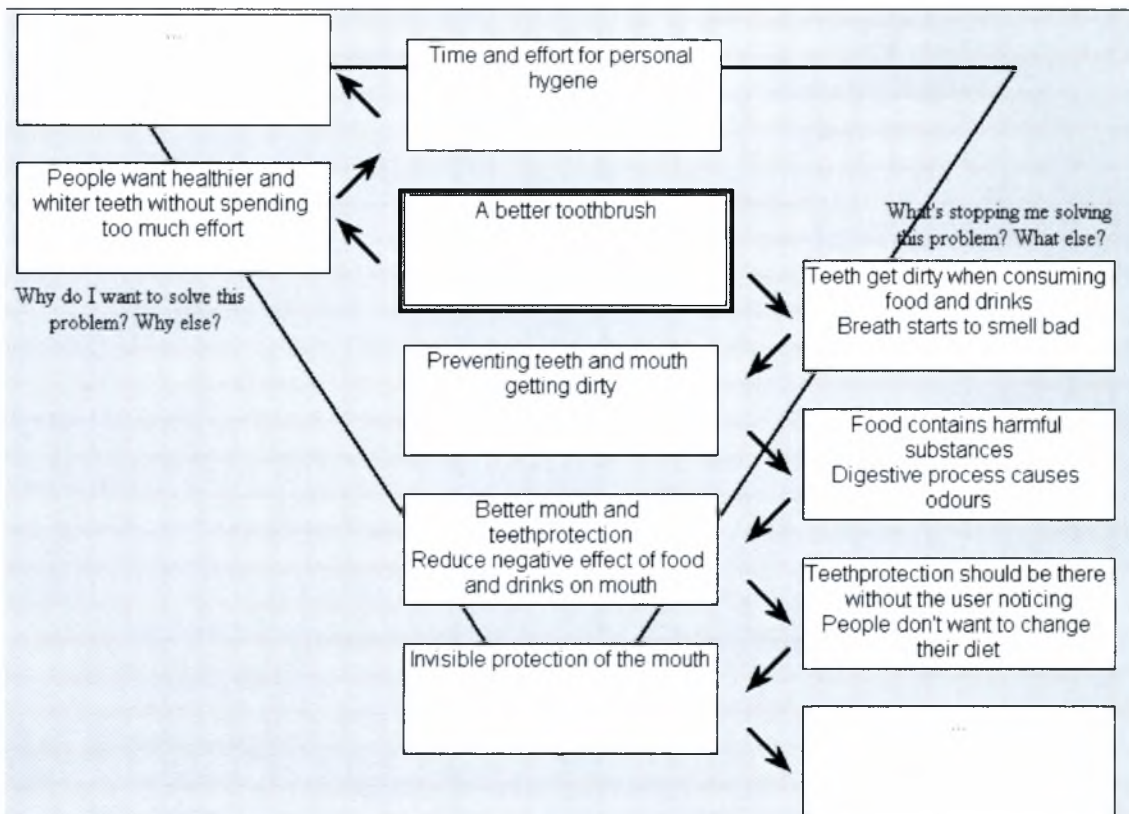 ...
Time and effort for personal
hygene
People want healthier and
whiter teeth without spending
too much effort
A better toothbrush
What's stopping me solving
this problem? What else?
Why do I want to solve this
problem? Why else?
Teeth get dirty when consuming
food and drinks
Breath starts to smell bad
Preventing teeth and mouth
getting dirty
Food contains harmful
substances
Digestive process causes
odours
Better mouth and
teethprotection
Reduce negative effect of food
and drinks on mouth
Teethprotection should be there
without the user noticing
People don't want to change
their diet
Invisible protection of the mouth
...